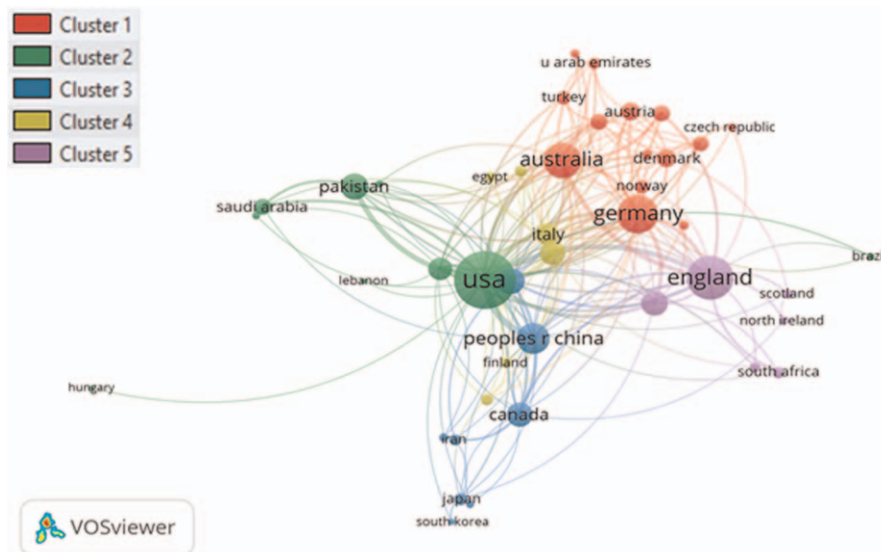 Cluster 1
Cluster 2
Cluster 3
Cluster 4
Cluster 5
u arab emirates
turkey
austria
czech republic
australia
denmark
egypt
norway
pakistan
saudi arabia
germany
italy
brazi
lebanon
usa
england
scotland
north ireland
peoples r china
finland
south africa
hungary
canada
iran
japan
south korea
VOSviewer